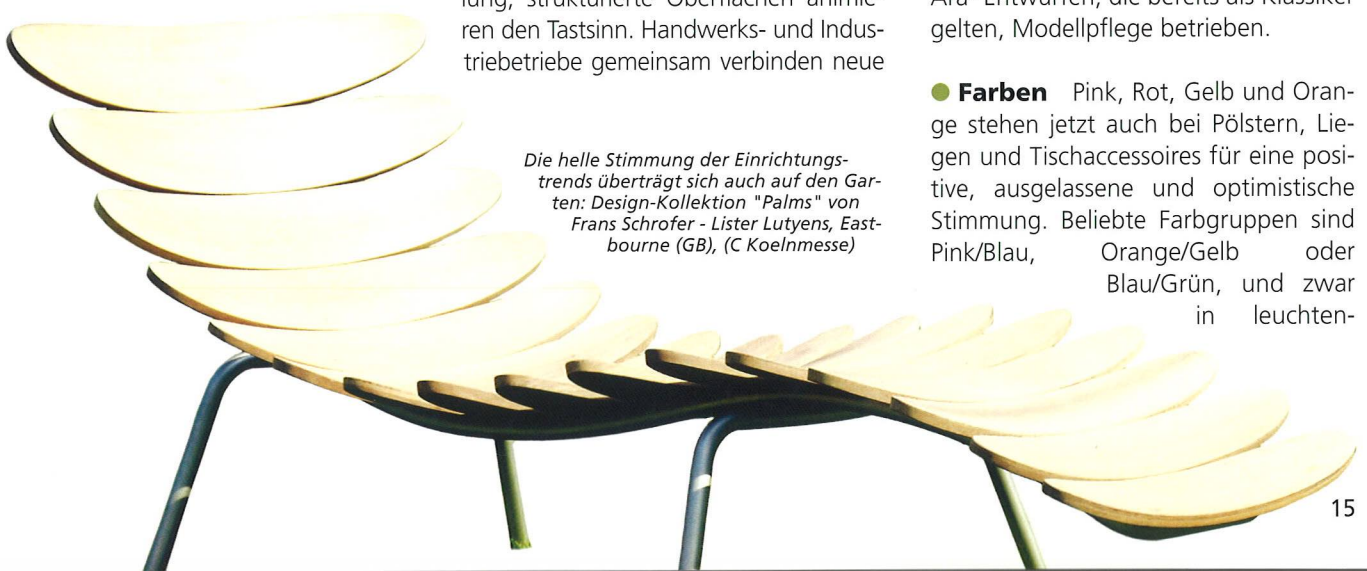 lung, strukturierte Oberflächen animie-
ren den Tastsinn. Handwerks- und Indus-
triebetriebe gemeinsam verbinden neue
Die helle Stimmung der Einrichtungs-
trends überträgt sich auch auf den Gar-
ten: Design-Kollektion "Palms" von
Frans Schrofer - Lister Lutyens, East-
bourne (GB), (C Koelnmesse)
Ära" Entwürfen, die bereits als Klassiker
gelten, Modellpflege betrieben.
● Farben Pink, Rot, Gelb und Oran-
ge stehen jetzt auch bei Pölstern, Lie-
gen und Tischaccessoires für eine posi-
tive, ausgelassene und optimistische
Stimmung. Beliebte Farbgruppen sind
Pink/Blau, Orange/Gelb oder
Blau/Grün, und zwar
in leuchten-
15